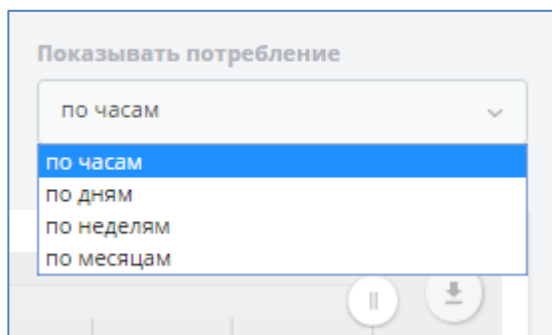 Показывать потребление
по часам
по часам
по дням
по неделям
по месяцам